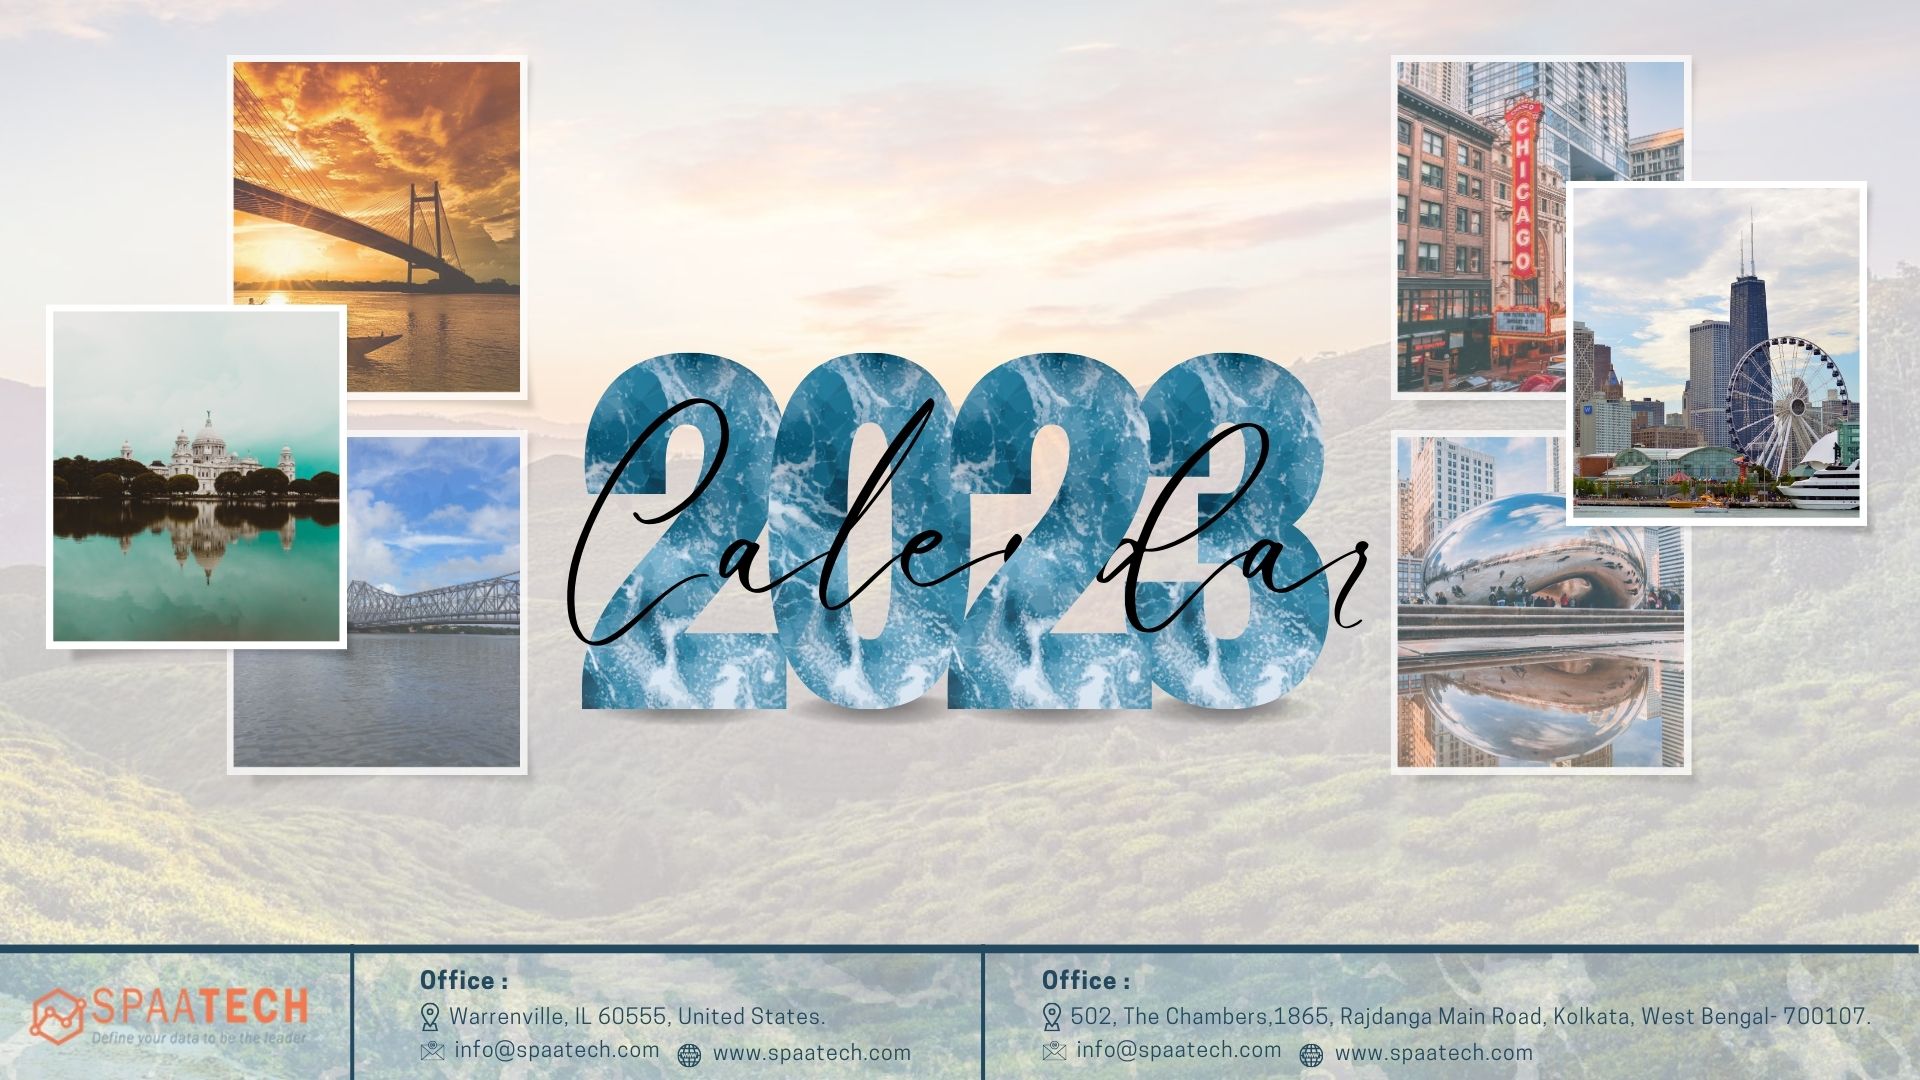 CHICAGO
2023
Calendar
SPAATECH
Define your data to be the leader
Office :
Warrenville, IL 60555, United States.
info@spaatech.com www.spaatech.com
Office :
502, The Chambers,1865, Rajdanga Main Road, Kolkata, West Bengal- 700107.
info@spaatech.com www.spaatech.com